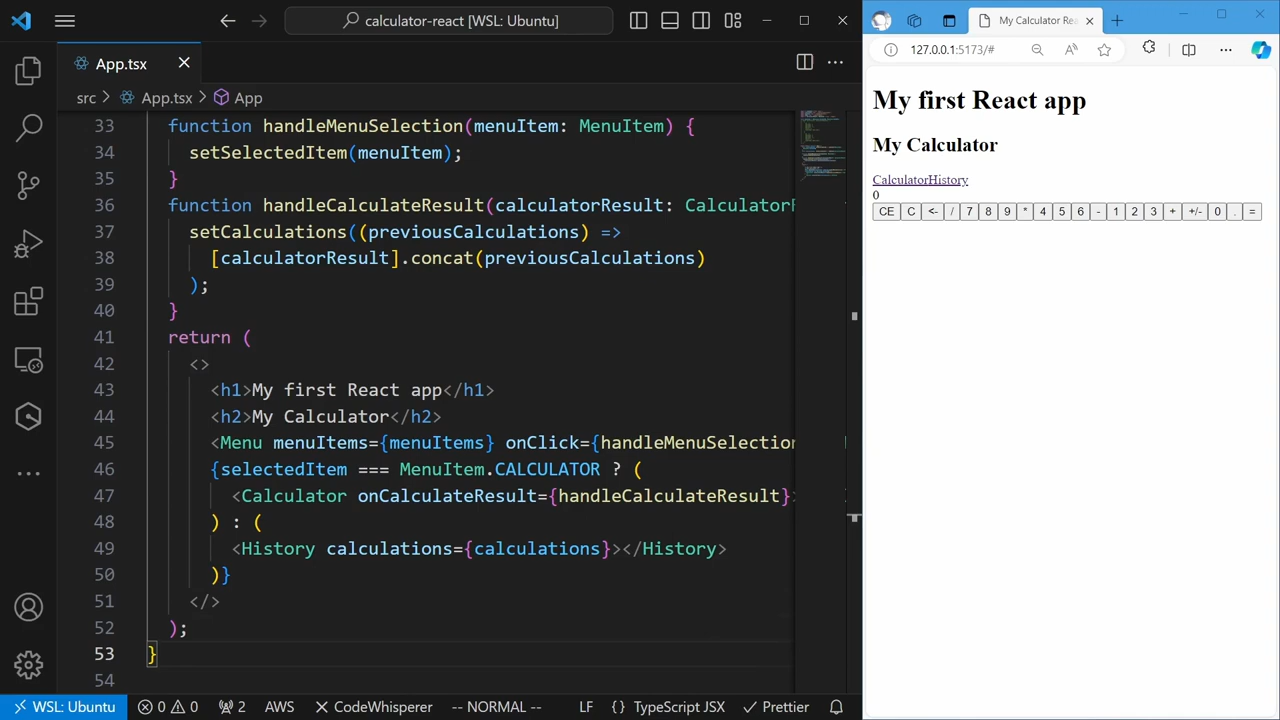 calculator-react [WSL: Ubuntu]
App.tsx
src > App.tsx > App
33 function handleMenuSelection(menuItem: MenuItem) {
34 setSelectedItem(menuItem);
35 }
36 function handleCalculateResult(calculatorResult: CalculatorR
37 setCalculations((previousCalculations) =>
38 [calculatorResult].concat(previousCalculations)
39 );
40 }
41 return (
42 <>
43 <h1>My first React app</h1>
44 <h2>My Calculator</h2>
45 <Menu menuItems={menuItems} onClick={handleMenuSelection
46 {selectedItem === MenuItem.CALCULATOR ? (
47 <Calculator onCalculateResult={handleCalculateResult}>
48 ) : (
49 <History calculations={calculations}></History>
50 )}
51 </>
52 );
53 }
54
WSL: Ubuntu 0 0 2 AWS CodeWhisperer -- NORMAL -- LF {} TypeScript JSX Prettier
My Calculator Rea
127.0.0.1:5173/#
My first React app
My Calculator
CalculatorHistory
0
CE C <- / 7 8 9 * 4 5 6 - 1 2 3 + +/- 0 . =